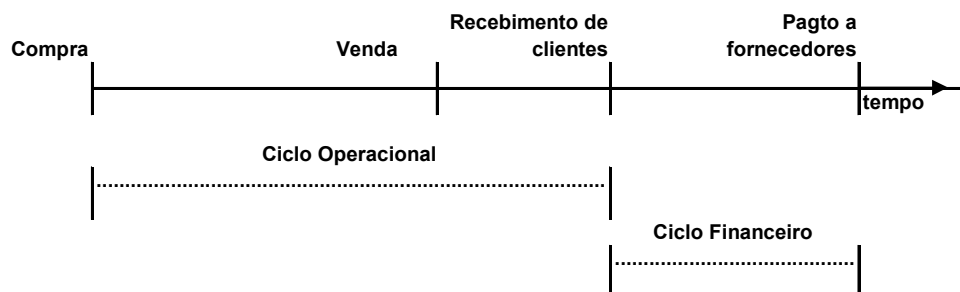 Recebimento de
clientes
Pagto a
fornecedores
Compra
Venda
tempo
Ciclo Operacional
Ciclo Financeiro